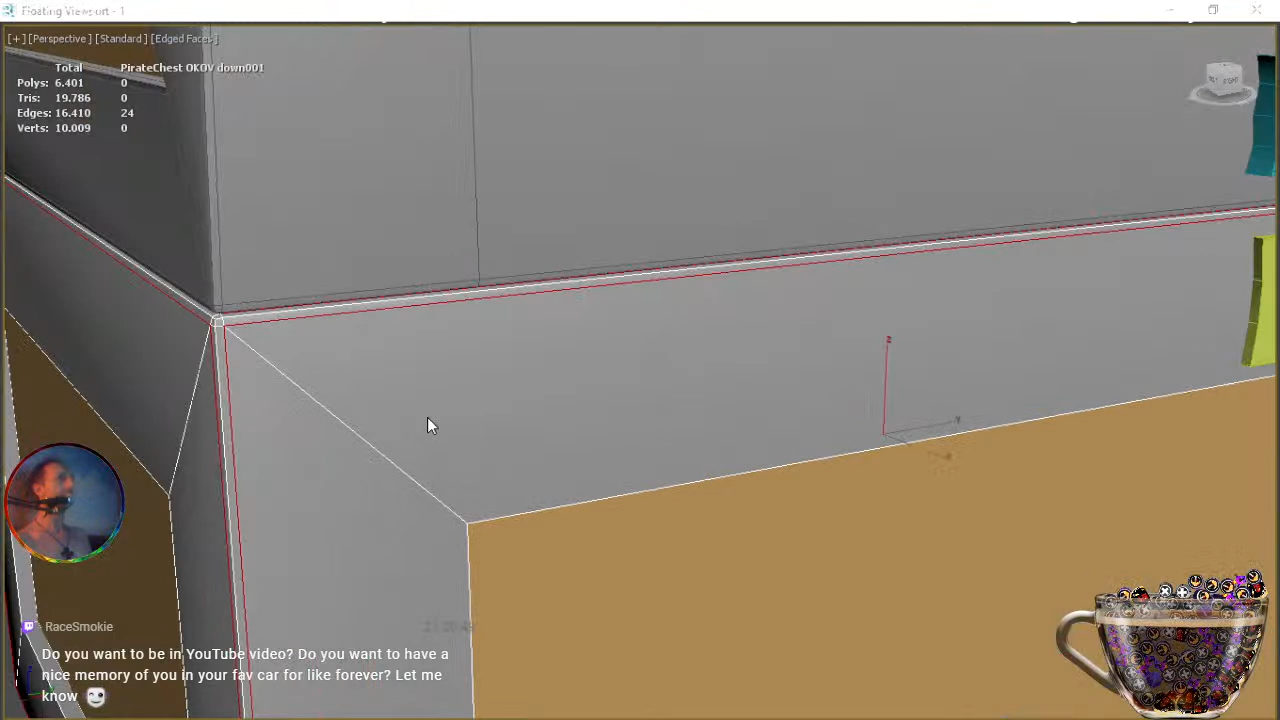 Floating Viewport - 1
[+] [Perspective] [Standard] [Edged Faces]
Total PirateChest OKOV down001
Polys: 6.401 0
Tris: 19.786 0
Edges: 16.410 24
Verts: 10.009 0
z
Y
RaceSmokie
Do you want to be in YouTube video? Do you want to have a
nice memory of you in your fav car for like forever? Let me
know